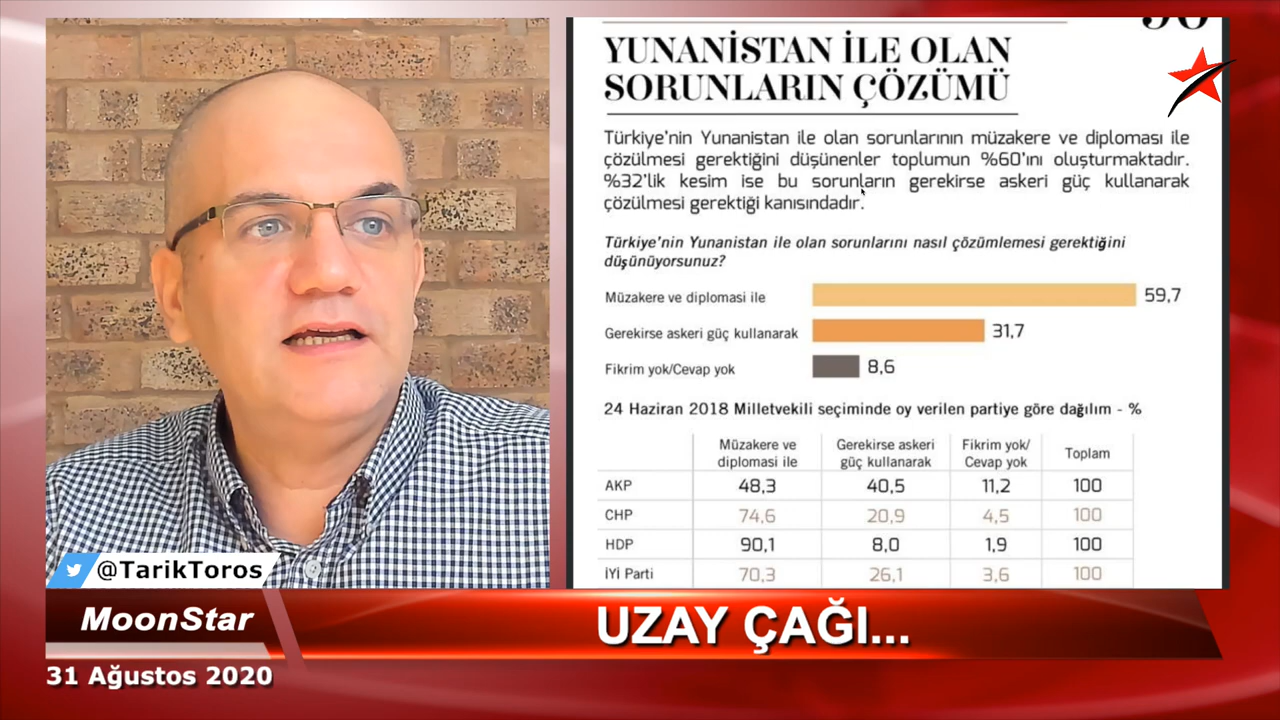 YUNANİSTAN İLE OLAN
SORUNLARIN ÇÖZÜMÜ
Türkiye'nin Yunanistan ile olan sorunlarının müzakere ve diplomasi ile
çözülmesi gerektiğini düşünenler toplumun %60'ını oluşturmaktadır.
%32'lik kesim ise bu sorunların gerekirse askeri güç kullanarak
çözülmesi gerektiği kanısındadır.
Türkiye'nin Yunanistan ile olan sorunlarını nasıl çözümlemesi gerektiğini
düşünüyorsunuz?
Müzakere ve diplomasi ile 59,7
Gerekirse askeri güç kullanarak 31,7
Fikrim yok/Cevap yok 8,6
24 Haziran 2018 Milletvekili seçiminde oy verilen partiye göre dağılım - %
Müzakere ve diplomasi ile Gerekirse askeri güç kullanarak Fikrim yok/ Cevap yok Toplam
AKP 48,3 40,5 11,2 100
CHP 74,6 20,9 4,5 100
HDP 90,1 8,0 1,9 100
İYİ Parti 70,3 26,1 3,6 100
@TarikToros
MoonStar
UZAY ÇAĞI...
31 Ağustos 2020